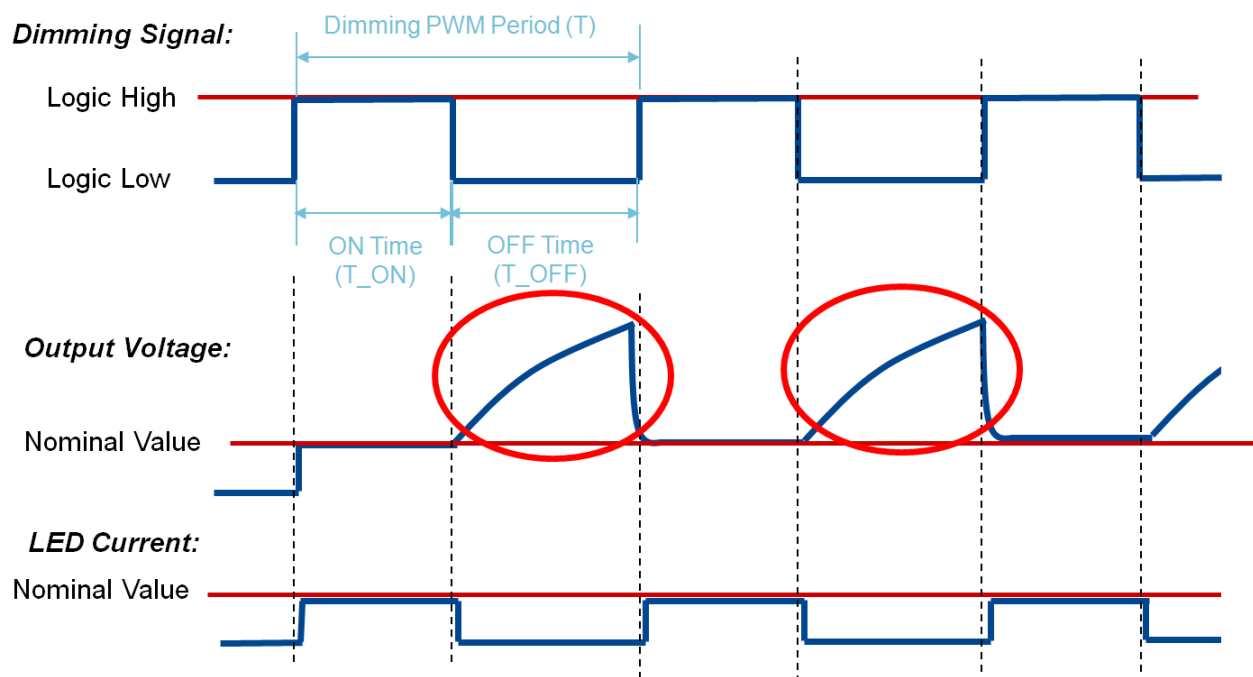 Dimming PWM Period (T)
Dimming Signal:
Logic High
Logic Low
ON Time
(T_ON)
OFF Time
(T_OFF)
Output Voltage:
Nominal Value
LED Current:
Nominal Value